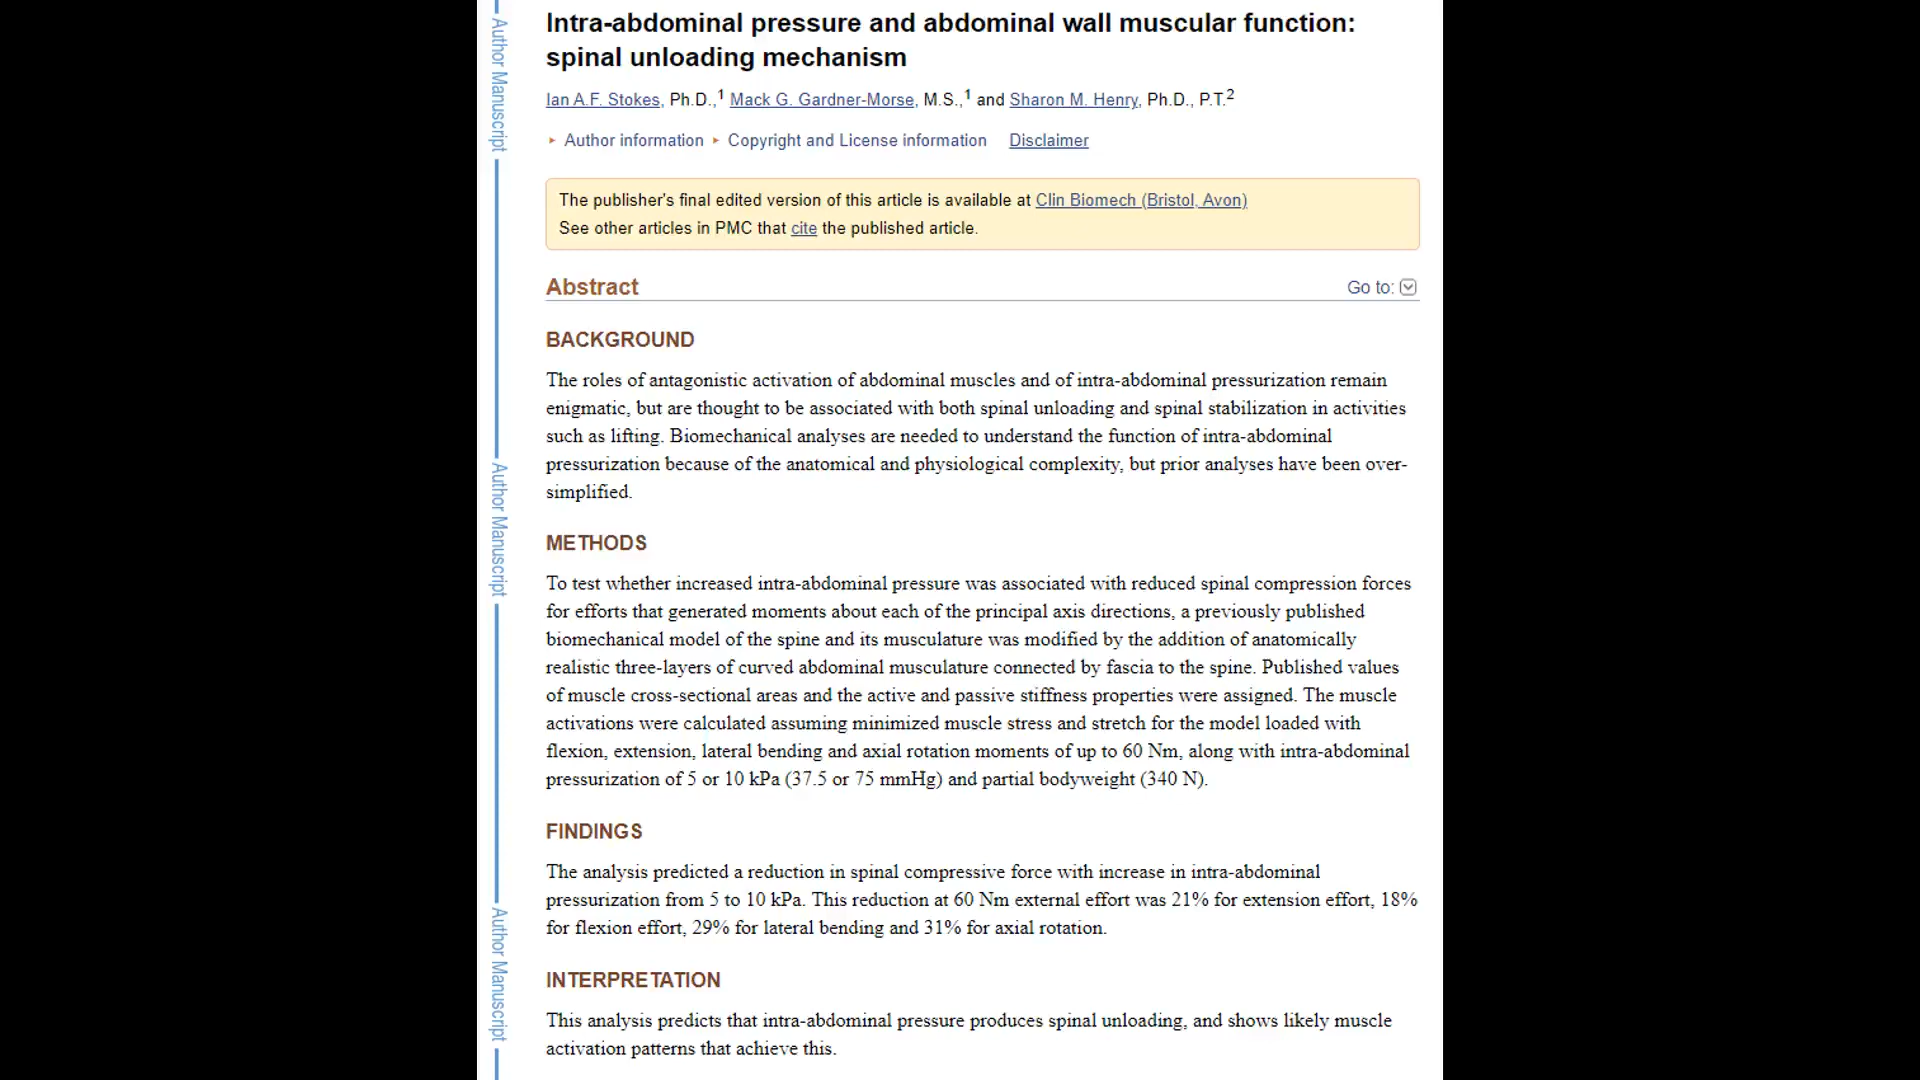 Intra-abdominal pressure and abdominal wall muscular function:
spinal unloading mechanism
Ian A.F. Stokes, Ph.D.,1 Mack G. Gardner-Morse, M.S.,1 and Sharon M. Henry, Ph.D., P.T.2
Author information Copyright and License information Disclaimer
The publisher's final edited version of this article is available at Clin Biomech (Bristol, Avon)
See other articles in PMC that cite the published article.
Abstract
Go to:
BACKGROUND
The roles of antagonistic activation of abdominal muscles and of intra-abdominal pressurization remain
enigmatic, but are thought to be associated with both spinal unloading and spinal stabilization in activities
such as lifting. Biomechanical analyses are needed to understand the function of intra-abdominal
pressurization because of the anatomical and physiological complexity, but prior analyses have been over-
simplified.
METHODS
To test whether increased intra-abdominal pressure was associated with reduced spinal compression forces
for efforts that generated moments about each of the principal axis directions, a previously published
biomechanical model of the spine and its musculature was modified by the addition of anatomically
realistic three-layers of curved abdominal musculature connected by fascia to the spine. Published values
of muscle cross-sectional areas and the active and passive stiffness properties were assigned. The muscle
activations were calculated assuming minimized muscle stress and stretch for the model loaded with
flexion, extension, lateral bending and axial rotation moments of up to 60 Nm, along with intra-abdominal
pressurization of 5 or 10 kPa (37.5 or 75 mmHg) and partial bodyweight (340 N).
FINDINGS
The analysis predicted a reduction in spinal compressive force with increase in intra-abdominal
pressurization from 5 to 10 kPa. This reduction at 60 Nm external effort was 21% for extension effort, 18%
for flexion effort, 29% for lateral bending and 31% for axial rotation.
INTERPRETATION
This analysis predicts that intra-abdominal pressure produces spinal unloading, and shows likely muscle
activation patterns that achieve this.
Author Manuscript
Author Manuscript
Author Manuscript